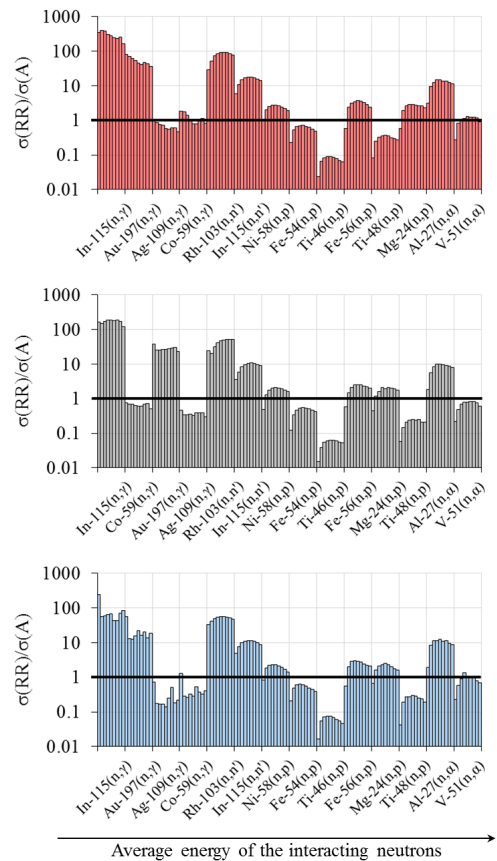 1000
100
10
1
0.1
0.01
σ(RR)/σ(A)
In-115(n,γ)
Au-197(n,γ)
Ag-109(n,γ)
Co-59(n,γ)
Rh-103(n,n')
In-115(n,n')
Ni-58(n,p)
Fe-54(n,p)
Ti-46(n,p)
Fe-56(n,p)
Ti-48(n,p)
Mg-24(n,p)
Al-27(n,α)
V-51(n,α)
1000
100
10
1
0.1
0.01
σ(RR)/σ(A)
In-115(n,γ)
Co-59(n,γ)
Au-197(n,γ)
Ag-109(n,γ)
Rh-103(n,n')
In-115(n,n')
Ni-58(n,p)
Fe-54(n,p)
Ti-46(n,p)
Fe-56(n,p)
Mg-24(n,p)
Ti-48(n,p)
Al-27(n,α)
V-51(n,α)
1000
100
10
1
0.1
0.01
σ(RR)/σ(A)
In-115(n,γ)
Au-197(n,γ)
Ag-109(n,γ)
Co-59(n,γ)
Rh-103(n,n')
In-115(n,n')
Ni-58(n,p)
Fe-54(n,p)
Ti-46(n,p)
Fe-56(n,p)
Mg-24(n,p)
Ti-48(n,p)
Al-27(n,α)
V-51(n,α)
Average energy of the interacting neutrons